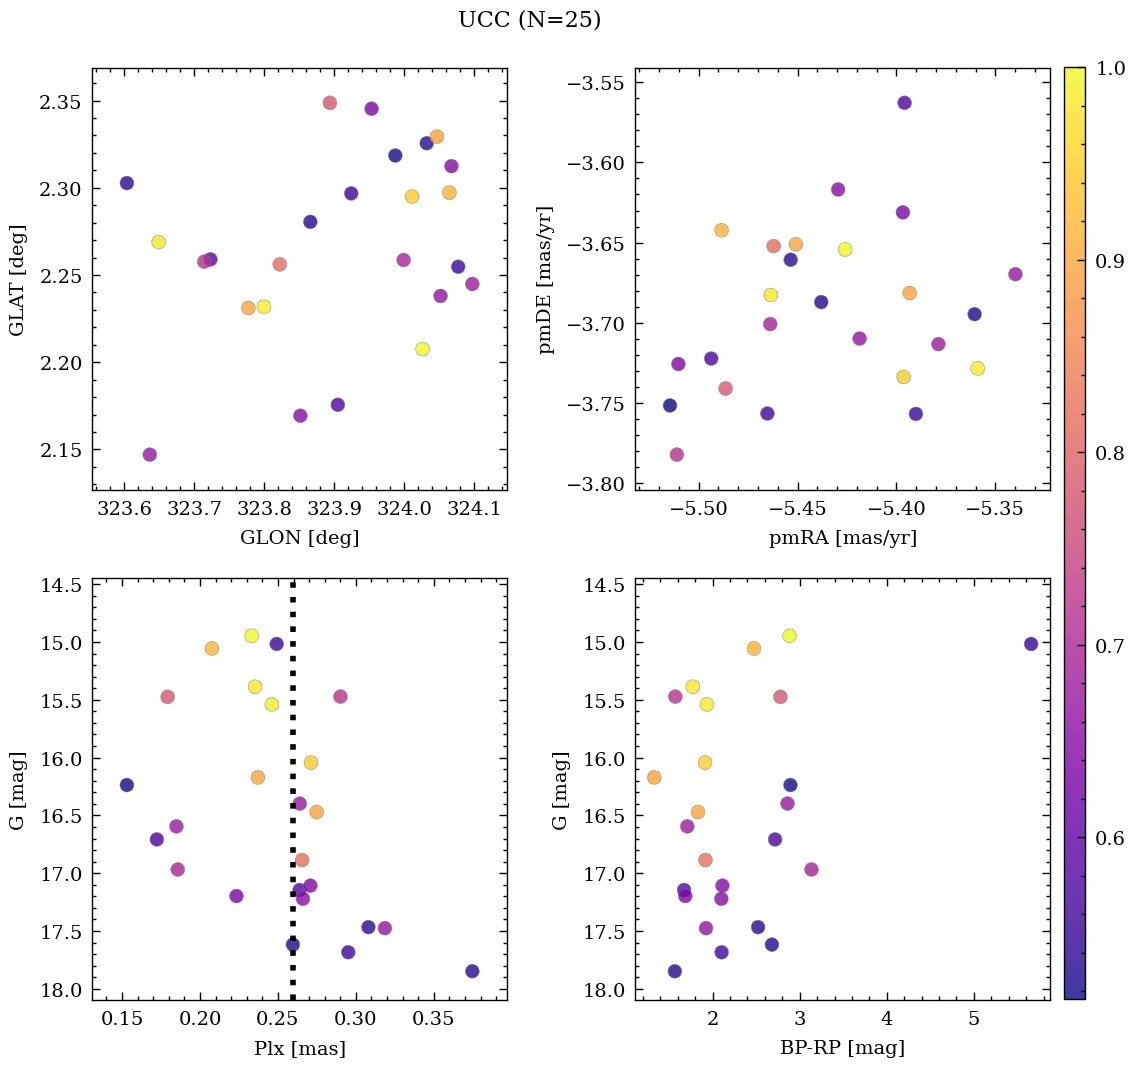 UCC (N=25)
2.35
2.30
2.25
2.20
2.15
GLAT [deg]
323.6 323.7 323.8 323.9 324.0 324.1
GLON [deg]
−3.55
−3.60
−3.65
−3.70
−3.75
−3.80
pmDE [mas/yr]
−5.50 −5.45 −5.40 −5.35
pmRA [mas/yr]
14.5
15.0
15.5
16.0
16.5
17.0
17.5
18.0
G [mag]
0.15 0.20 0.25 0.30 0.35
Plx [mas]
14.5
15.0
15.5
16.0
16.5
17.0
17.5
18.0
G [mag]
2 3 4 5
BP-RP [mag]
1.0
0.9
0.8
0.7
0.6